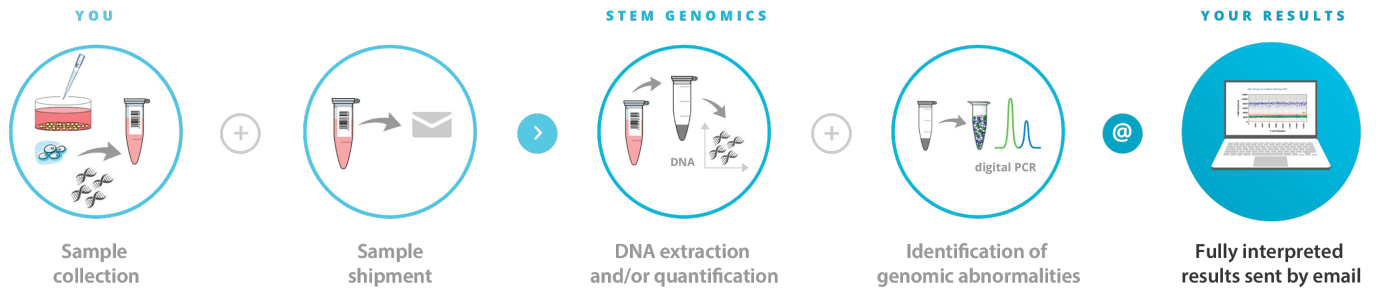 YOU
STEM GENOMICS
YOUR RESULTS
DNA
digital PCR
@
Sample
collection
Sample
shipment
DNA extraction
and/or quantification
Identification of
genomic abnormalities
Fully interpreted
results sent by email